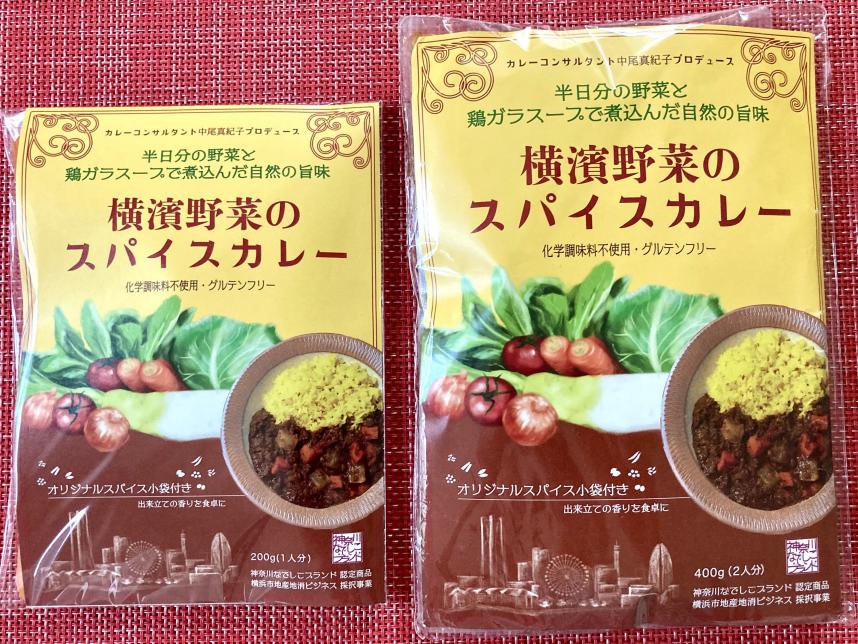 カレーコンサルタント中尾真紀子プロデュース
半日分の野菜と
鶏ガラスープで煮込んだ自然の旨味
横濱野菜の
スパイスカレー
化学調味料不使用・グルテンフリー
オリジナルスパイス小袋付き
出来立ての香りを食卓に
200g(1人分)
神奈川なでしこブランド 認定商品
横浜市地産地消ビジネス 採択事業
カレーコンサルタント中尾真紀子プロデュース
半日分の野菜と
鶏ガラスープで煮込んだ自然の旨味
横濱野菜の
スパイスカレー
化学調味料不使用・グルテンフリー
オリジナルスパイス小袋付き
出来立ての香りを食卓に
400g (2人分)
神奈川なでしこブランド 認定商品
横浜市地産地消ビジネス 採択事業